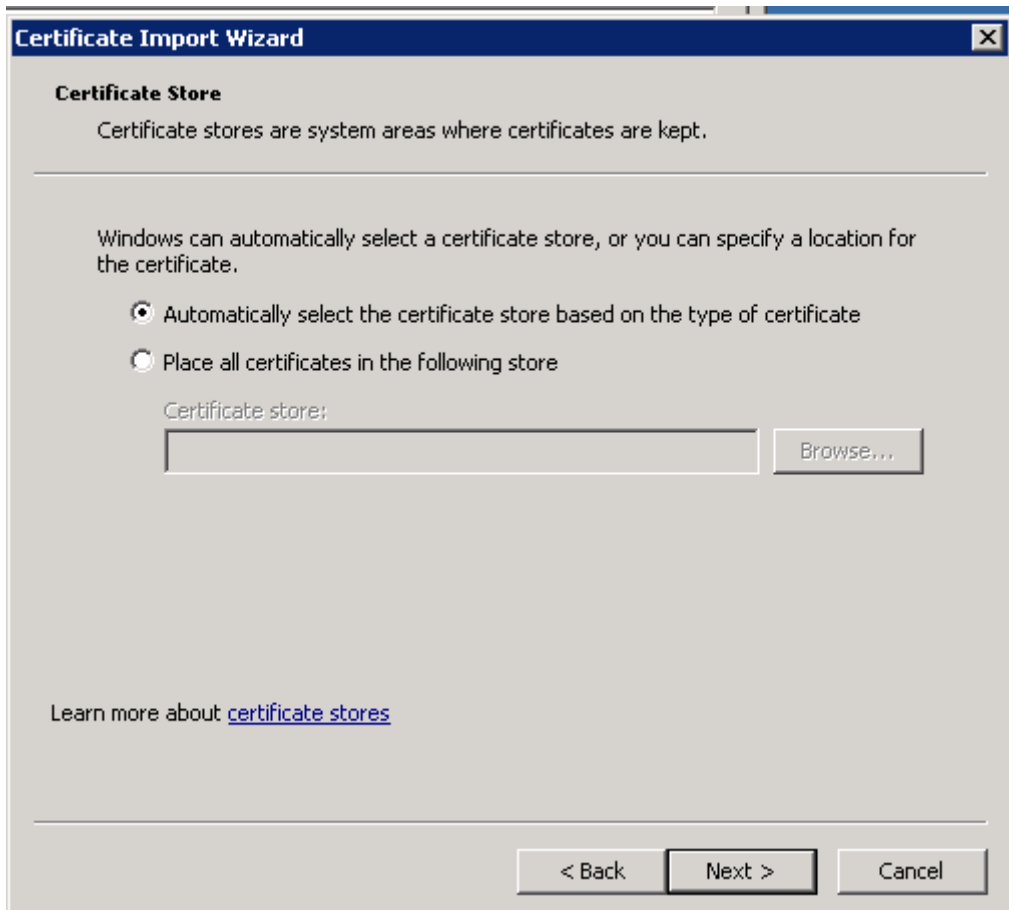 Certificate Import Wizard
Certificate Store
Certificate stores are system areas where certificates are kept.
Windows can automatically select a certificate store, or you can specify a location for
the certificate.
Automatically select the certificate store based on the type of certificate
Place all certificates in the following store
Certificate store:
Browse...
Learn more about certificate stores
< Back Next > Cancel